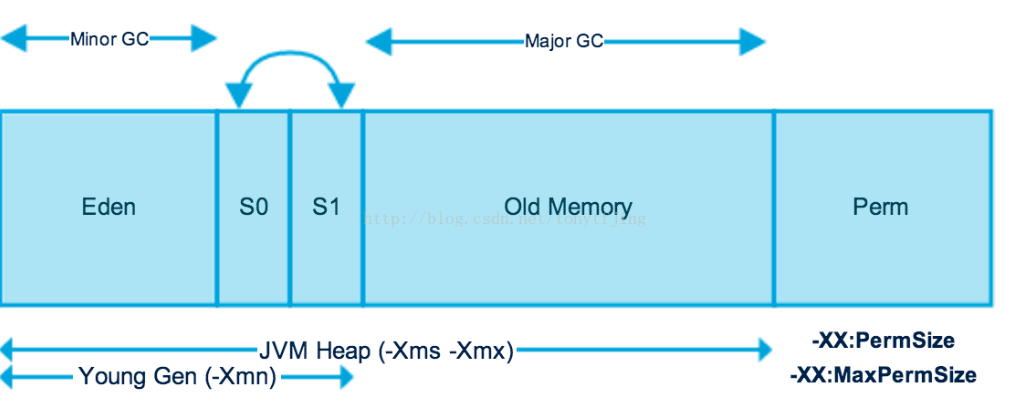 Minor GC
Major GC
Eden
S0
S1
Old Memory
Perm
http://blog.csdn.net/tonytfjing
JVM Heap (-Xms -Xmx)
-XX:PermSize
Young Gen (-Xmn)
-XX:MaxPermSize